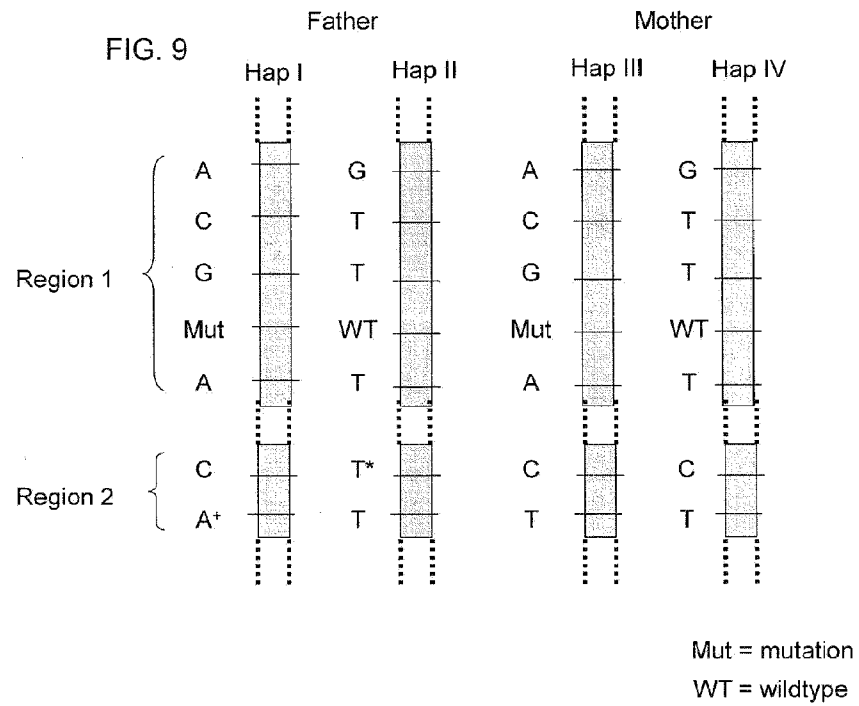 Father Mother
FIG. 9
Hap I Hap II Hap III Hap IV
A G A G
C T C T
Region 1 G T G T
Mut WT Mut WT
A T A T
C T* C C
Region 2
A+ T T T
Mut = mutation
WT = wildtype